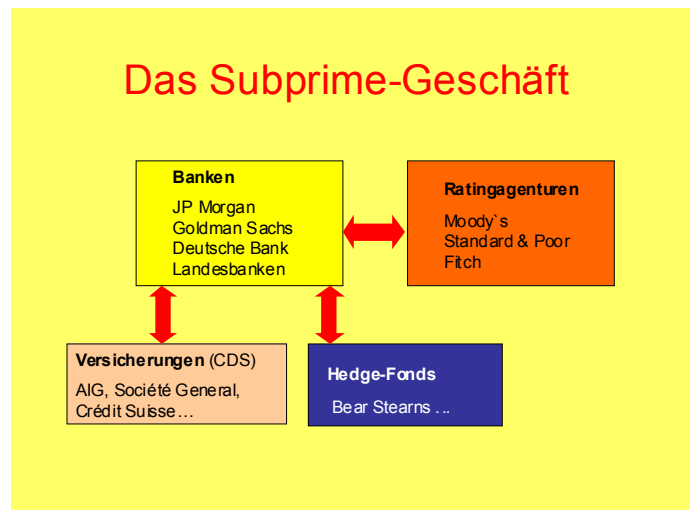 Das Subprime-Geschäft
Banken
JP Morgan
Goldman Sachs
Deutsche Bank
Landesbanken
Ratingagenturen
Moody`s
Standard & Poor
Fitch
Versicherungen (CDS)
AIG, Société General,
Crédit Suisse…
Hedge-Fonds
Bear Stearns ...